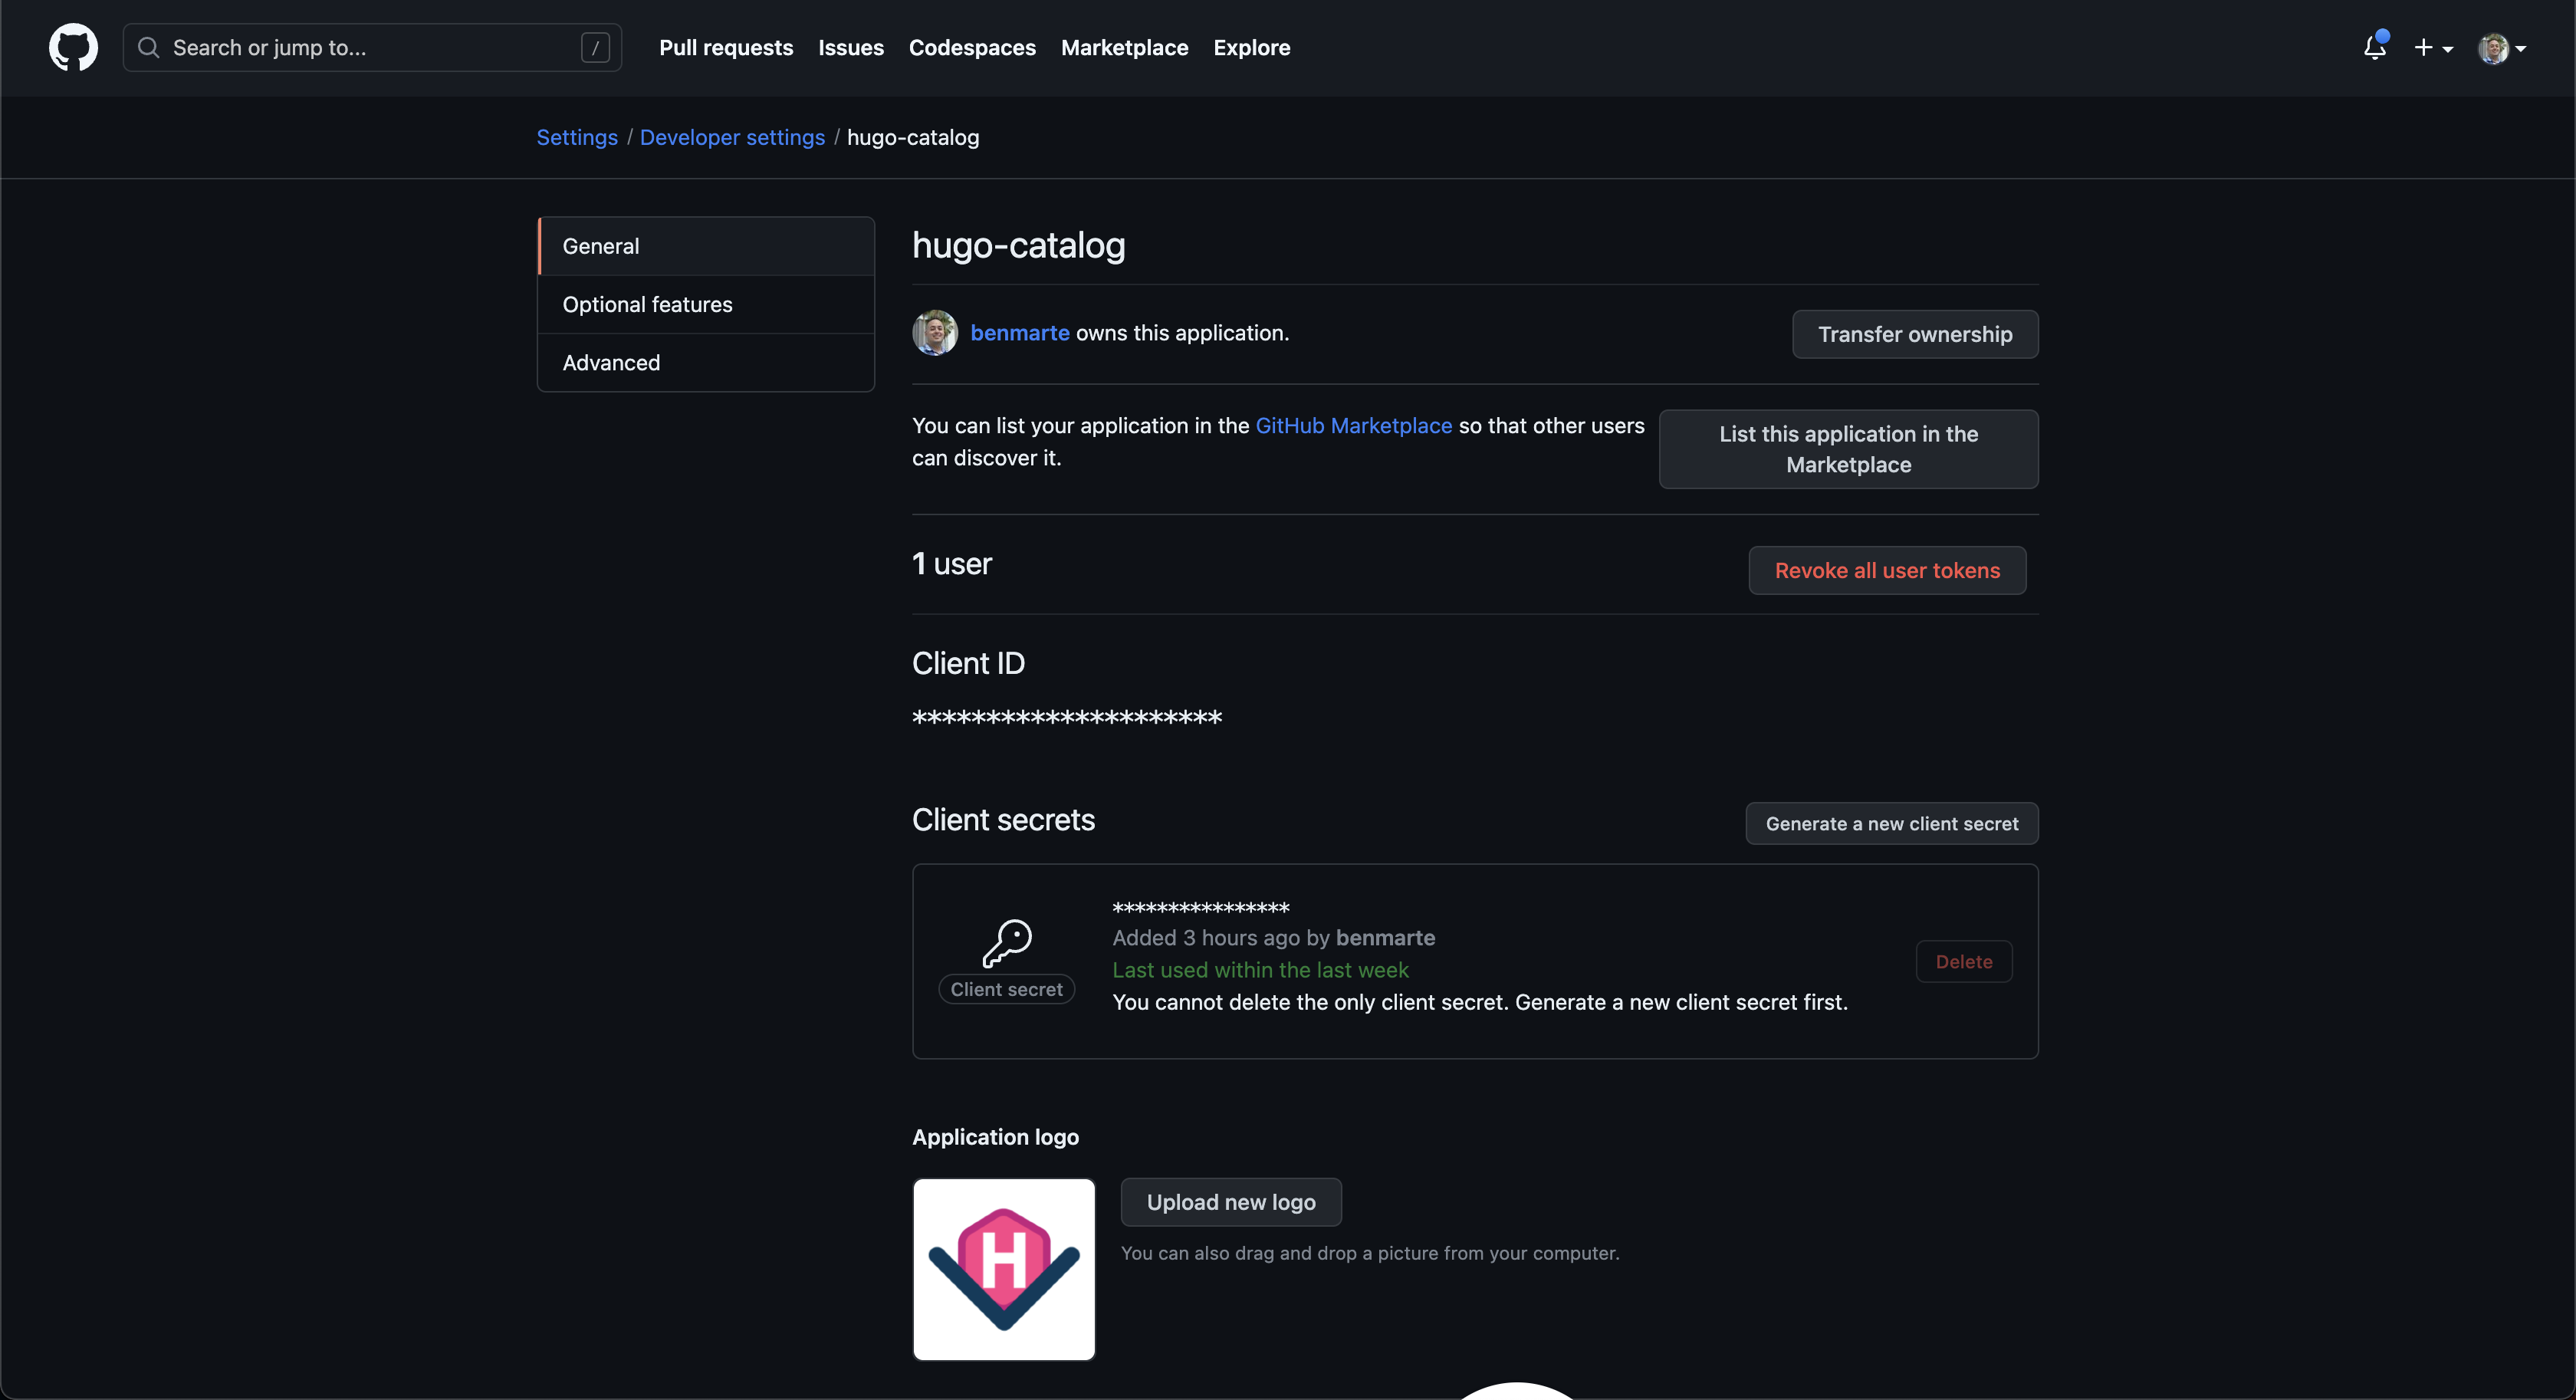 Search or jump to... /
Pull requests Issues Codespaces Marketplace Explore
Settings / Developer settings / hugo-catalog
General
Optional features
Advanced
hugo-catalog
benmarte owns this application.
Transfer ownership
You can list your application in the GitHub Marketplace so that other users
can discover it.
List this application in the
Marketplace
1 user
Revoke all user tokens
Client ID
*********************
Client secrets
Generate a new client secret
Client secret
****************
Added 3 hours ago by benmarte
Last used within the last week
You cannot delete the only client secret. Generate a new client secret first.
Delete
Application logo
H
Upload new logo
You can also drag and drop a picture from your computer.